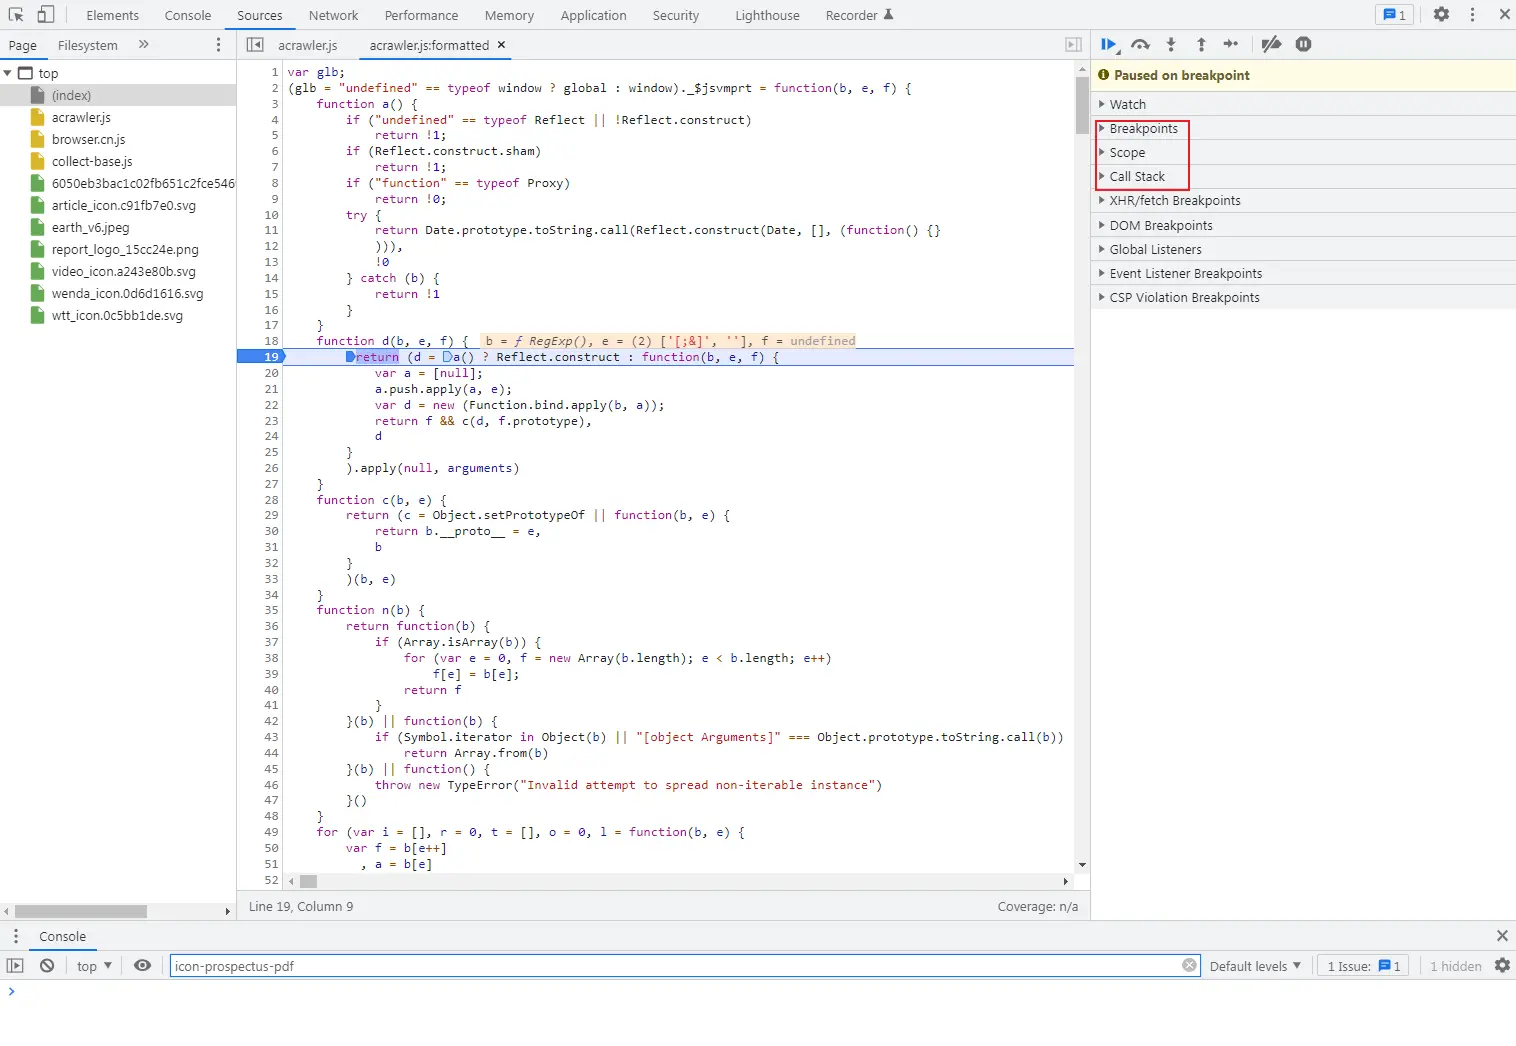 Elements Console Sources Network Performance Memory Application Security Lighthouse Recorder 1
Page Filesystem »
acrawler.js acrawler.js:formatted ×
top
(index)
acrawler.js
browser.cn.js
collect-base.js
6050eb3bac1c02fb651c2fce546
article_icon.c91fb7e0.svg
earth_v6.jpeg
report_logo_15cc24e.png
video_icon.a243e80b.svg
wenda_icon.0d6d1616.svg
wtt_icon.0c5bb1de.svg
1 var glb;
2 (glb = "undefined" == typeof window ? global : window)._$jsvmprt = function(b, e, f) {
3 function a() {
4 if ("undefined" == typeof Reflect || !Reflect.construct)
5 return !1;
6 if (Reflect.construct.sham)
7 return !1;
8 if ("function" == typeof Proxy)
9 return !0;
10 try {
11 return Date.prototype.toString.call(Reflect.construct(Date, [], (function() {}
12 ))),
13 !0
14 } catch (b) {
15 return !1
16 }
17 }
18 function d(b, e, f) { b = ƒ RegExp(), e = (2) ['[;&]', ''], f = undefined
19 return (d = a() ? Reflect.construct : function(b, e, f) {
20 var a = [null];
21 a.push.apply(a, e);
22 var d = new (Function.bind.apply(b, a));
23 return f && c(d, f.prototype),
24 d
25 }
26 ).apply(null, arguments)
27 }
28 function c(b, e) {
29 return (c = Object.setPrototypeOf || function(b, e) {
30 return b.__proto__ = e,
31 b
32 }
33 )(b, e)
34 }
35 function n(b) {
36 return function(b) {
37 if (Array.isArray(b)) {
38 for (var e = 0, f = new Array(b.length); e < b.length; e++)
39 f[e] = b[e];
40 return f
41 }
42 }(b) || function(b) {
43 if (Symbol.iterator in Object(b) || "[object Arguments]" === Object.prototype.toString.call(b))
44 return Array.from(b)
45 }(b) || function() {
46 throw new TypeError("Invalid attempt to spread non-iterable instance")
47 }()
48 }
49 for (var i = [], r = 0, t = [], o = 0, l = function(b, e) {
50 var f = b[e++]
51 , a = b[e]
52
Line 19, Column 9 Coverage: n/a
Paused on breakpoint
Watch
Breakpoints
Scope
Call Stack
XHR/fetch Breakpoints
DOM Breakpoints
Global Listeners
Event Listener Breakpoints
CSP Violation Breakpoints
Console
top icon-prospectus-pdf Default levels 1 Issue: 1 1 hidden
>